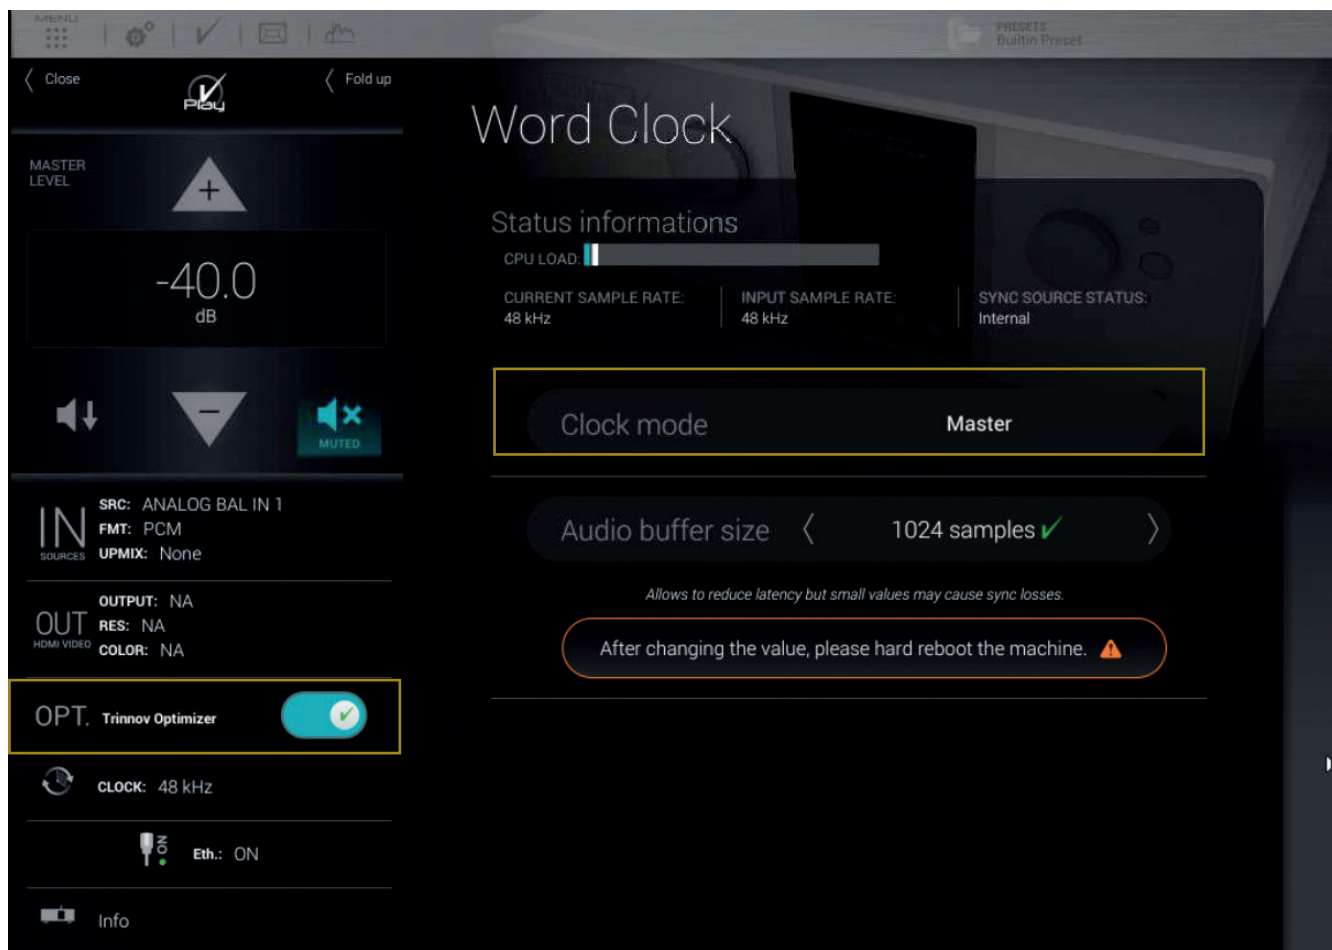 MENU
PRESETS
Builtin Preset
Close
Play
Fold up
MASTER
LEVEL
+
-40.0
dB
−
MUTED
IN
SOURCES
SRC: ANALOG BAL IN 1
FMT: PCM
UPMIX: None
OUT
HDMI VIDEO
OUTPUT: NA
RES: NA
COLOR: NA
OPT. Trinnov Optimizer
CLOCK: 48 kHz
ON
Eth.: ON
Info
Word Clock
Status informations
CPU LOAD:
CURRENT SAMPLE RATE:
48 kHz
INPUT SAMPLE RATE:
48 kHz
SYNC SOURCE STATUS:
Internal
Clock mode Master
Audio buffer size 1024 samples
Allows to reduce latency but small values may cause sync losses.
After changing the value, please hard reboot the machine.